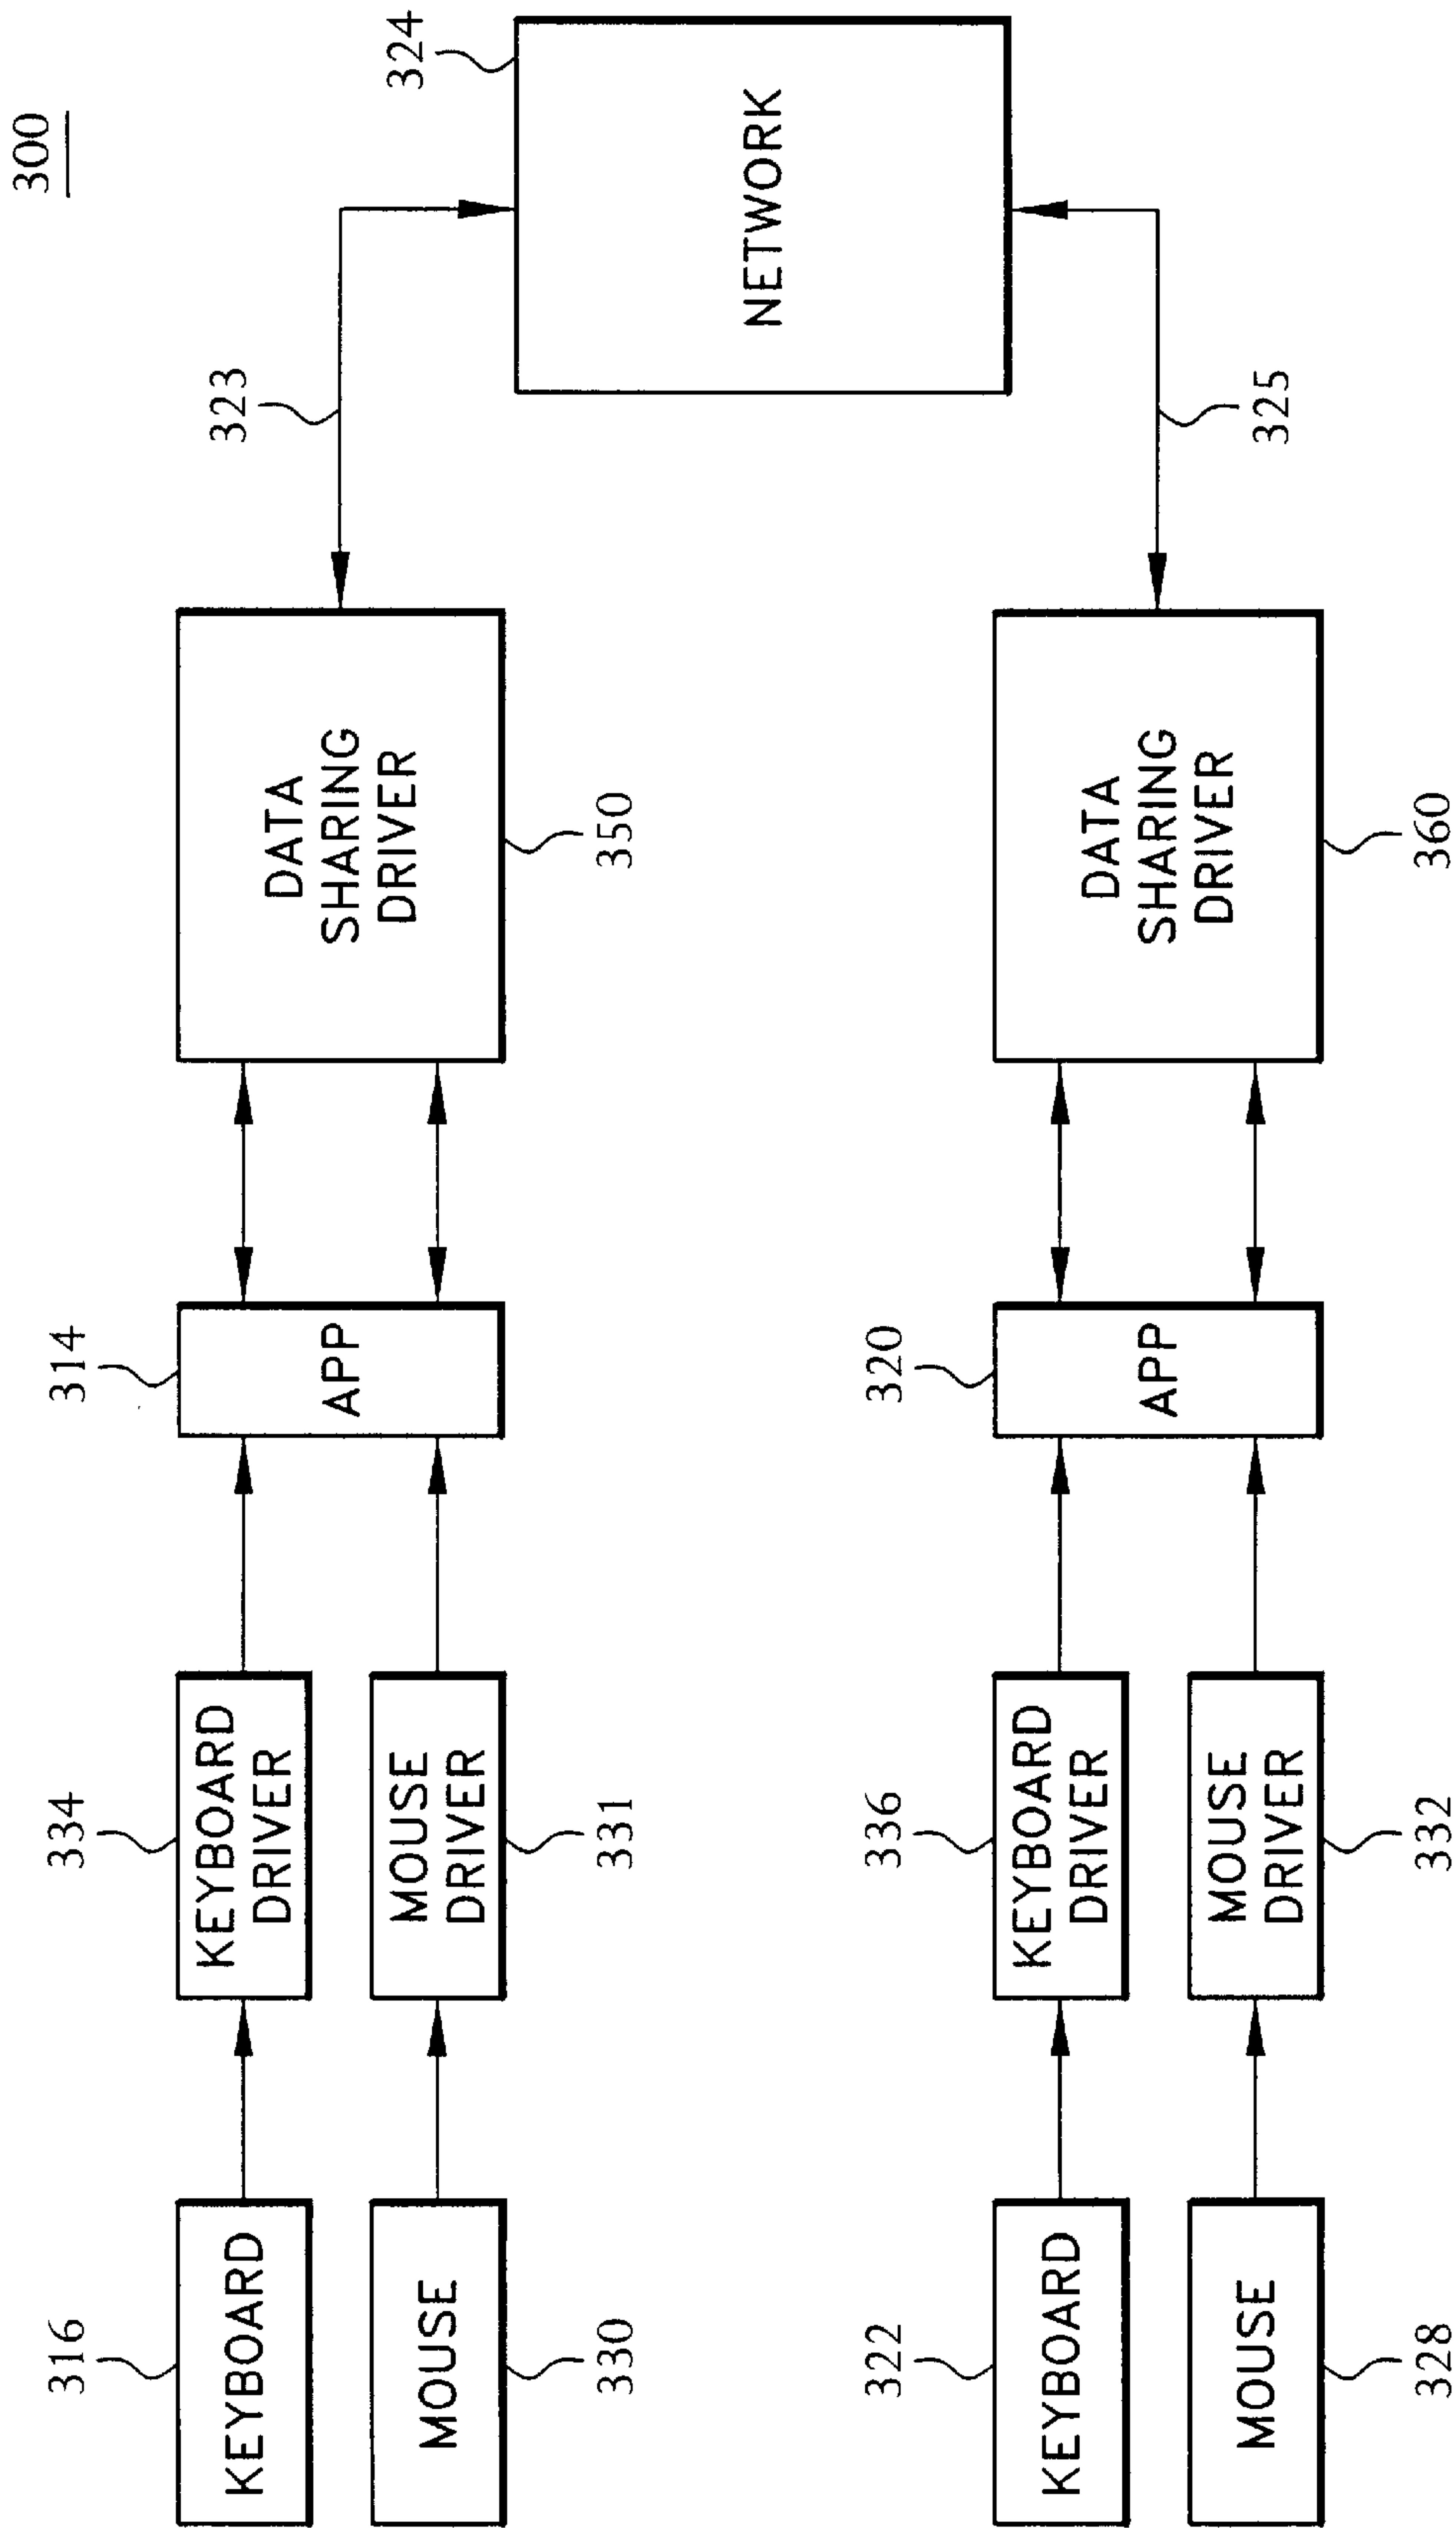 300
316
KEYBOARD
334
KEYBOARD
DRIVER
314
APP
DATA
SHARING
DRIVER
350
323
324
NETWORK
MOUSE
330
MOUSE
DRIVER
331
322
KEYBOARD
336
KEYBOARD
DRIVER
320
APP
DATA
SHARING
DRIVER
360
325
MOUSE
328
MOUSE
DRIVER
332